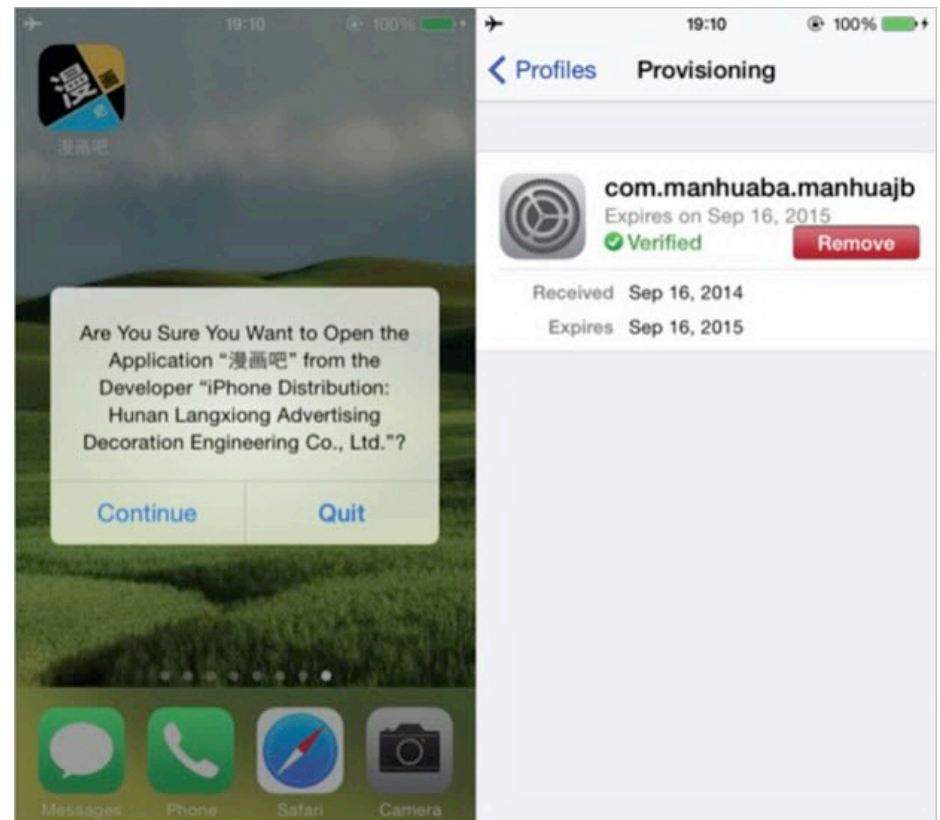 19:10
100%
漫
画
吧
漫画吧
Are You Sure You Want to Open the
Application “漫画吧” from the
Developer “iPhone Distribution:
Hunan Langxiong Advertising
Decoration Engineering Co., Ltd.”?
Continue
Quit
Messages
Phone
Safari
Camera
19:10
100%
Profiles
Provisioning
com.manhuaba.manhuajb
Expires on Sep 16, 2015
Verified
Remove
Received Sep 16, 2014
Expires Sep 16, 2015